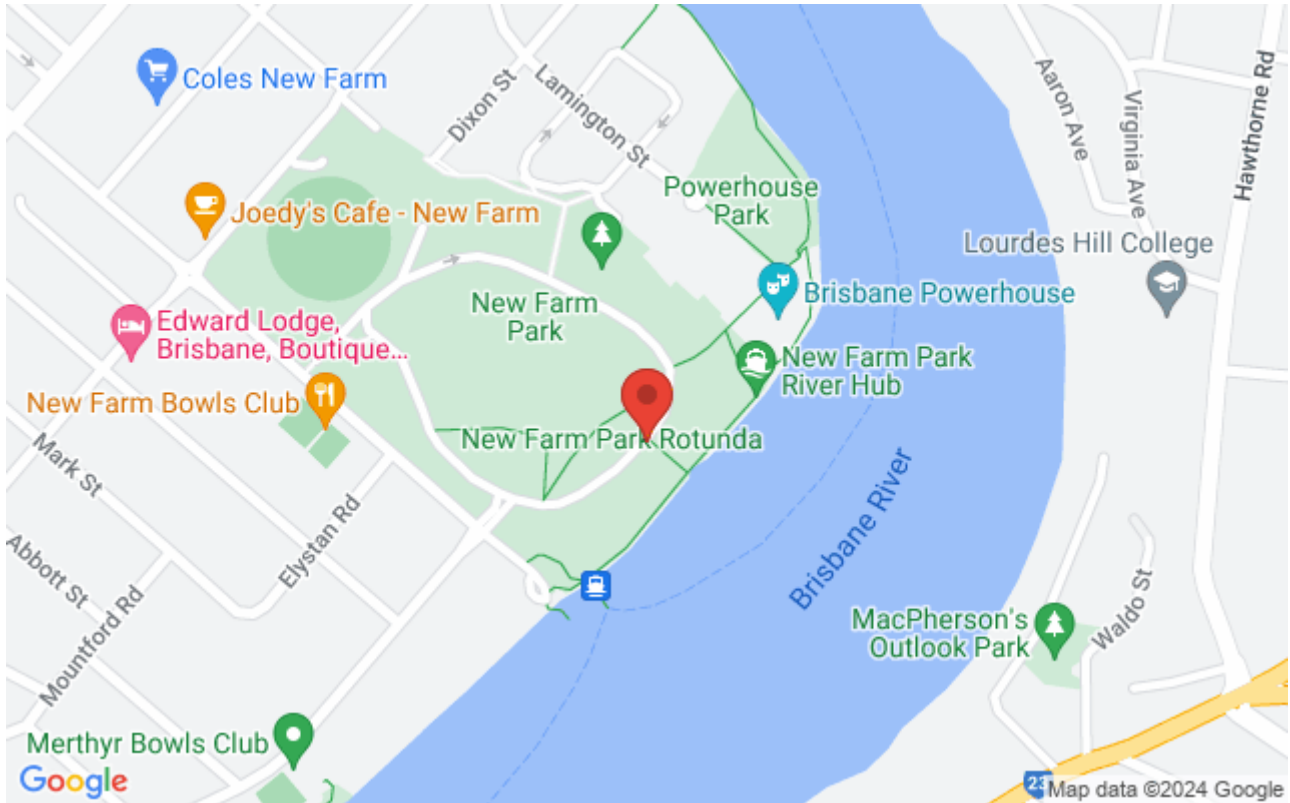 Coles New Farm
Dixon St
Lamington St
Aaron Ave
Virginia Ave
Hawthorne Rd
Powerhouse
Park
Joedy's Cafe - New Farm
Lourdes Hill College
New Farm
Park
Brisbane Powerhouse
Edward Lodge,
Brisbane, Boutique...
New Farm Park
River Hub
New Farm Bowls Club
New Farm Park Rotunda
Mark St
Elystan Rd
Brisbane River
Abbott St
Mountford Rd
Waldo St
MacPherson's
Outlook Park
Merthyr Bowls Club
Google
23
Map data ©2024 Google